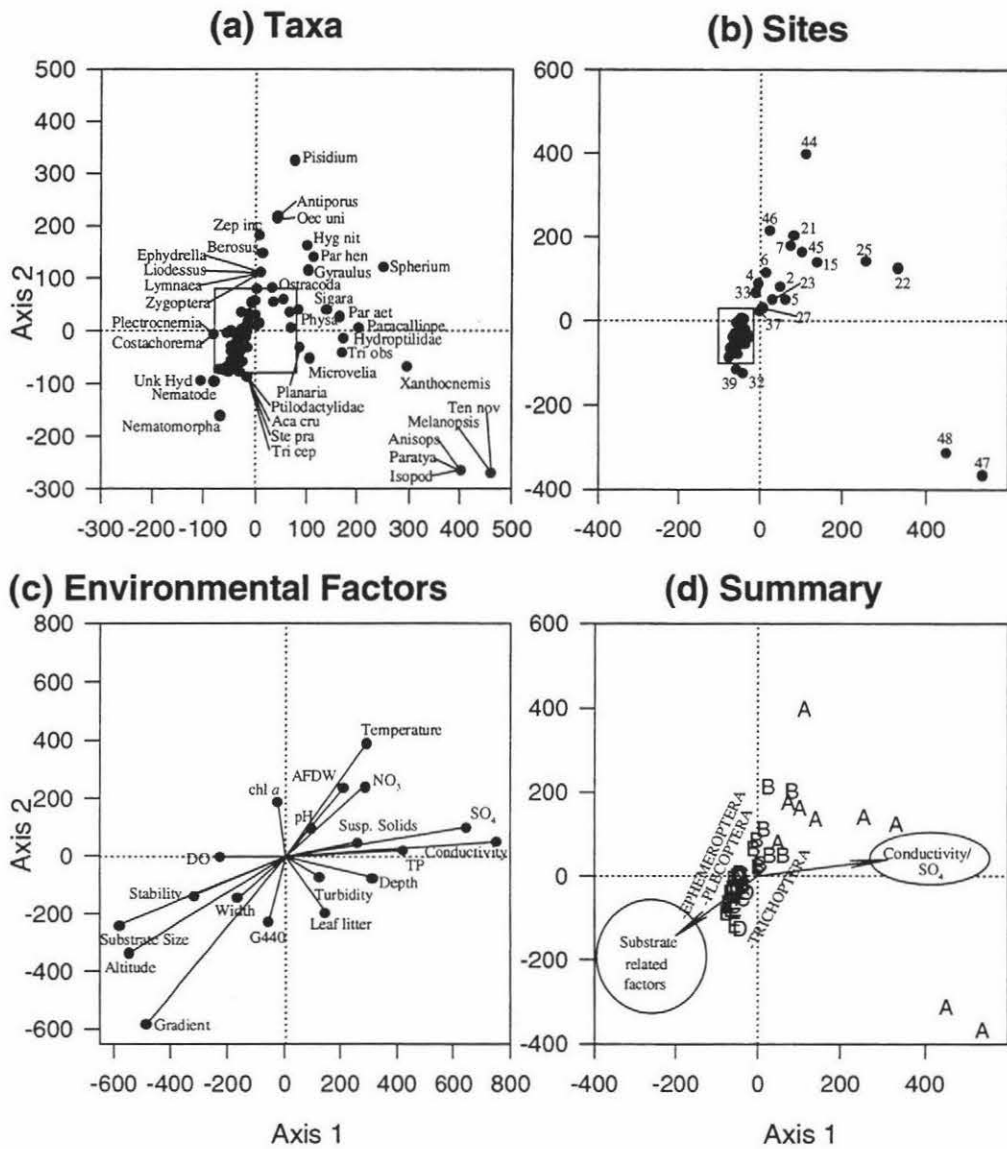 (a) Taxa
500
400
300
200
100
0
-100
-200
-300
Axis 2
-300 -200 -100 0 100 200 300 400 500
Pisidium
Antiporus
Oec uni
Zep inc
Hyg nit
Berosus
Par hen
Ephydrella
Gyraulus
Spherium
Liodessus
Lymnaea
Ostracoda
Zygoptera
Sigara
Par aet
Plectrocnemia
Physa
Paracalliope
Costachorema
Hydroptilidae
Tri obs
Microvelia
Xanthocnemis
Unk Hyd
Planaria
Nematode
Ptilodactylidae
Nematomorpha
Aca cru
Ste pra
Tri cep
Ten nov
Melanopsis
Anisops
Paratya
Isopod
(b) Sites
600
400
200
0
-200
-400
-400 -200 0 200 400
44
46
21
7
45
25
15
22
6
4
2
23
33
5
37
27
39
32
48
47
(c) Environmental Factors
800
600
400
200
0
-200
-400
-600
Axis 2
-600 -400 -200 0 200 400 600 800
Axis 1
Temperature
AFDW
NO3
chl a
pH
SO4
Susp. Solids
Conductivity
DO
TP
Depth
Stability
Turbidity
Width
Leaf litter
G440
Substrate Size
Altitude
Gradient
(d) Summary
600
400
200
0
-200
-400
-400 -200 0 200 400
Axis 1
A
B
B
A
A
A
A
A
B
B
A
B
B
B
-EPHEMEROPTERA
-PLECOPTERA
-TRICHOPTERA
Conductivity/
SO4
Substrate
related
factors
A
A